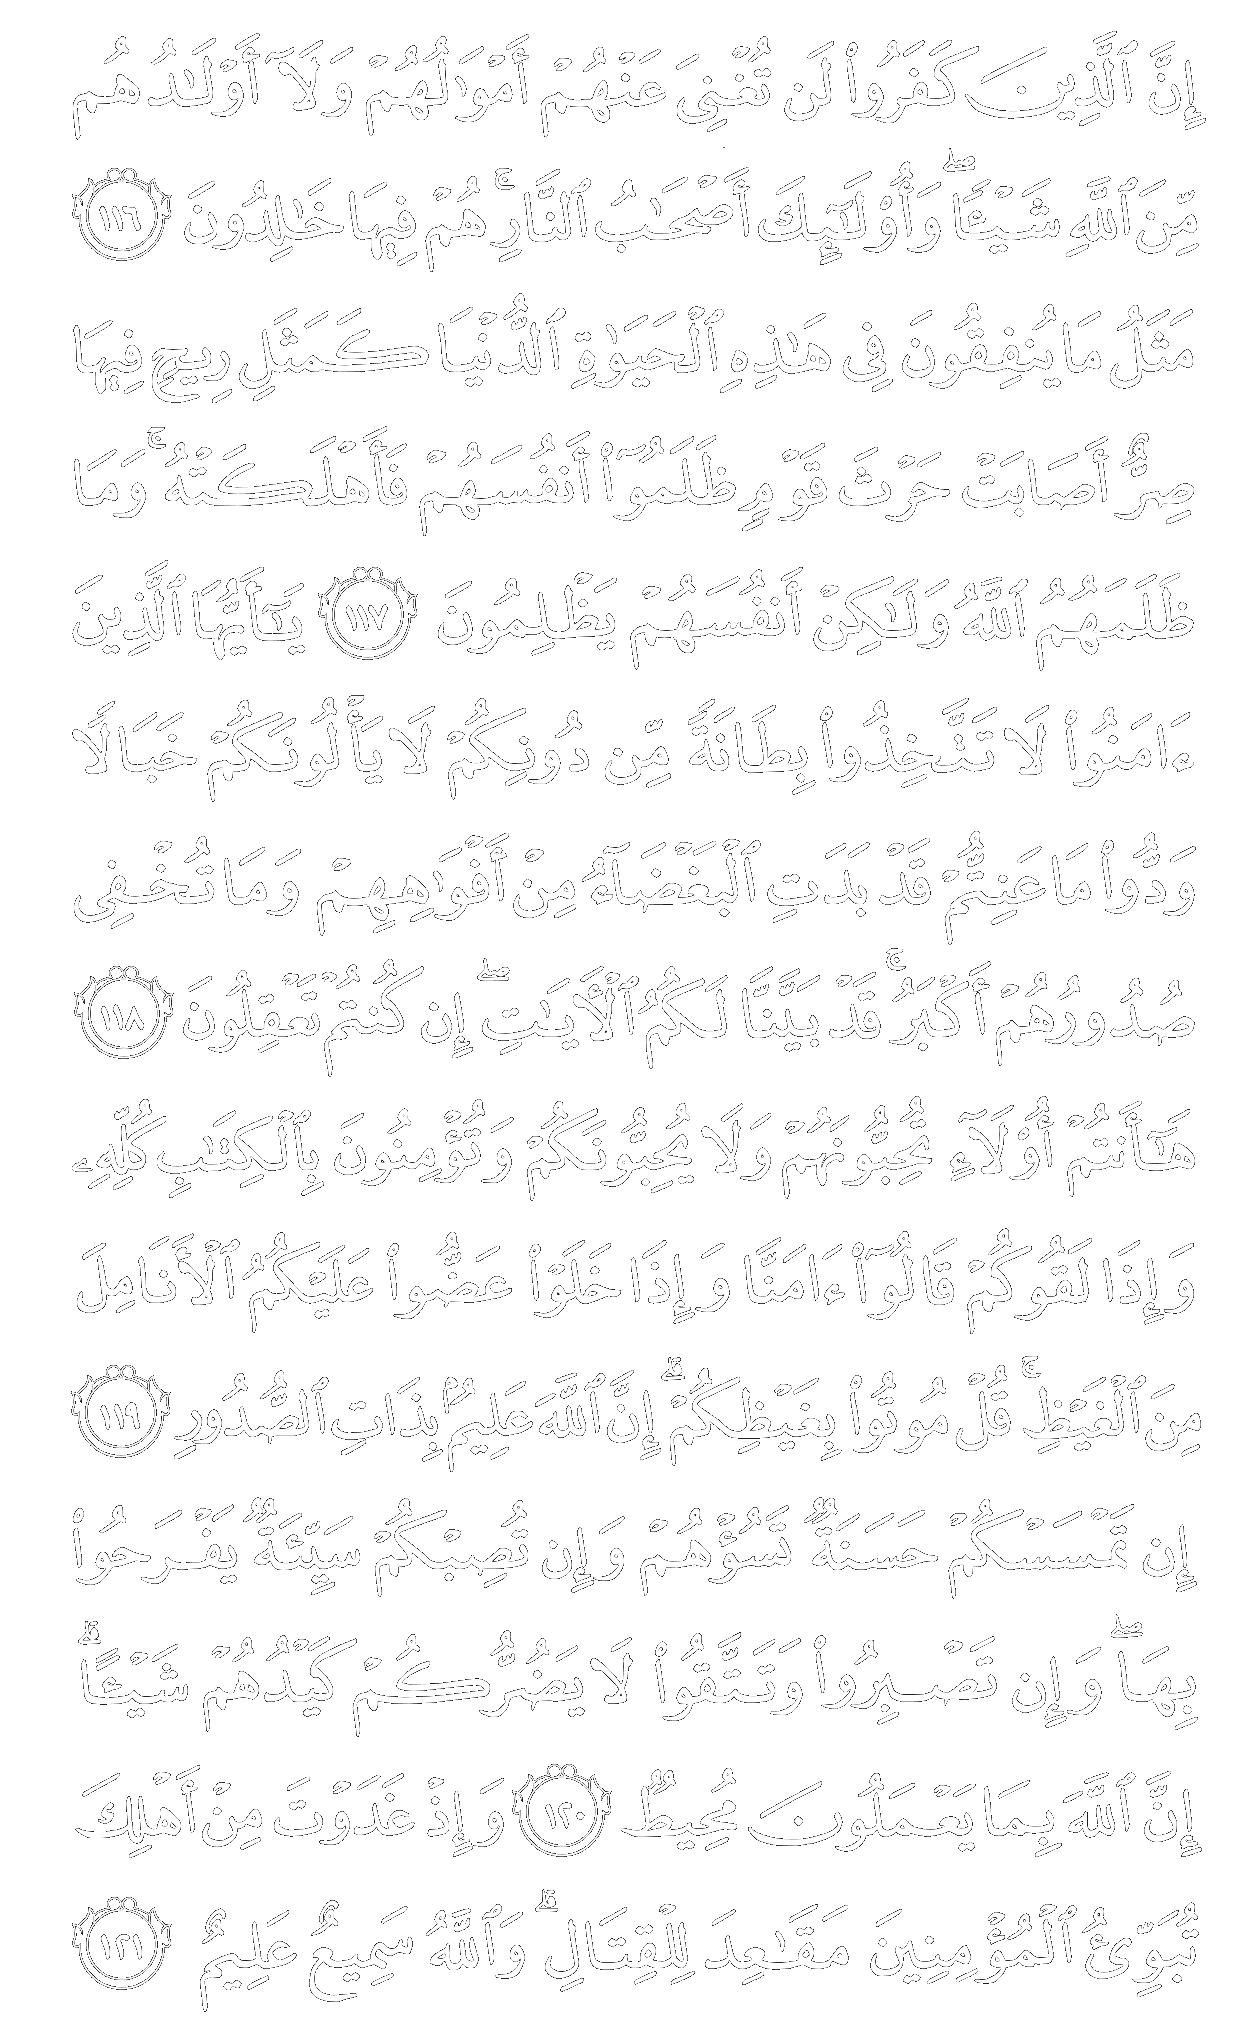 إِنَّ ٱلَّذِينَ كَفَرُوا۟ لَن تُغْنِىَ عَنْهُمْ أَمْوَٰلُهُمْ وَلَآ أَوْلَـٰدُهُم
مِّنَ ٱللَّهِ شَيْـًٔا ۖ وَأُو۟لَـٰٓئِكَ أَصْحَـٰبُ ٱلنَّارِ ۚ هُمْ فِيهَا خَـٰلِدُونَ ١١٦
مَثَلُ مَا يُنفِقُونَ فِى هَـٰذِهِ ٱلْحَيَوٰةِ ٱلدُّنْيَا كَمَثَلِ رِيحٍ فِيهَا
صِرٌّ أَصَابَتْ حَرْثَ قَوْمٍ ظَلَمُوٓا۟ أَنفُسَهُمْ فَأَهْلَكَتْهُ ۚ وَمَا
ظَلَمَهُمُ ٱللَّهُ وَلَـٰكِنْ أَنفُسَهُمْ يَظْلِمُونَ ١١٧ يَـٰٓأَيُّهَا ٱلَّذِينَ
ءَامَنُوا۟ لَا تَتَّخِذُوا۟ بِطَانَةً مِّن دُونِكُمْ لَا يَأْلُونَكُمْ خَبَالًا
وَدُّوا۟ مَا عَنِتُّمْ قَدْ بَدَتِ ٱلْبَغْضَآءُ مِنْ أَفْوَٰهِهِمْ وَمَا تُخْفِى
صُدُورُهُمْ أَكْبَرُ ۚ قَدْ بَيَّنَّا لَكُمُ ٱلْـَٔايَـٰتِ ۖ إِن كُنتُمْ تَعْقِلُونَ ١١٨
هَـٰٓأَنتُمْ أُو۟لَآءِ تُحِبُّونَهُمْ وَلَا يُحِبُّونَكُمْ وَتُؤْمِنُونَ بِٱلْكِتَـٰبِ كُلِّهِۦ
وَإِذَا لَقُوكُمْ قَالُوٓا۟ ءَامَنَّا وَإِذَا خَلَوْا۟ عَضُّوا۟ عَلَيْكُمُ ٱلْأَنَامِلَ
مِنَ ٱلْغَيْظِ ۚ قُلْ مُوتُوا۟ بِغَيْظِكُمْ ۗ إِنَّ ٱللَّهَ عَلِيمٌۢ بِذَاتِ ٱلصُّدُورِ ١١٩
إِن تَمْسَسْكُمْ حَسَنَةٌ تَسُؤْهُمْ وَإِن تُصِبْكُمْ سَيِّئَةٌ يَفْرَحُوا۟
بِهَا ۖ وَإِن تَصْبِرُوا۟ وَتَتَّقُوا۟ لَا يَضُرُّكُمْ كَيْدُهُمْ شَيْـًٔا ۗ
إِنَّ ٱللَّهَ بِمَا يَعْمَلُونَ مُحِيطٌ ١٢٠ وَإِذْ غَدَوْتَ مِنْ أَهْلِكَ
تُبَوِّئُ ٱلْمُؤْمِنِينَ مَقَـٰعِدَ لِلْقِتَالِ ۗ وَٱللَّهُ سَمِيعٌ عَلِيمٌ ١٢١